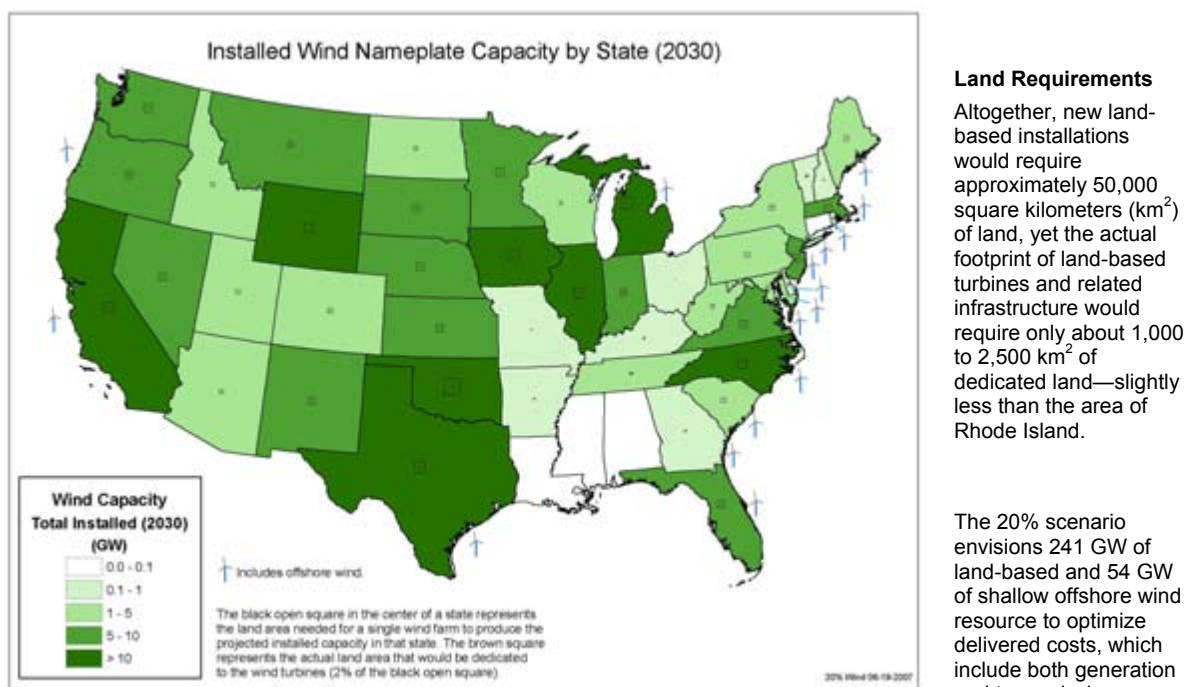 Installed Wind Nameplate Capacity by State (2030)
Wind Capacity
Total Installed (2030)
(GW)
0.0 - 0.1
0.1 - 1
1 - 5
5 - 10
> 10
Includes offshore wind.
The black open square in the center of a state represents
the land area needed for a single wind farm to produce the
projected installed capacity in that state. The brown square
represents the actual land area that would be dedicated
to the wind turbines (2% of the black open square).
20% Wind 06-19-2007
Land Requirements
Altogether, new land-
based installations
would require
approximately 50,000
square kilometers (km²)
of land, yet the actual
footprint of land-based
turbines and related
infrastructure would
require only about 1,000
to 2,500 km² of
dedicated land—slightly
less than the area of
Rhode Island.
The 20% scenario
envisions 241 GW of
land-based and 54 GW
of shallow offshore wind
resource to optimize
delivered costs, which
include both generation